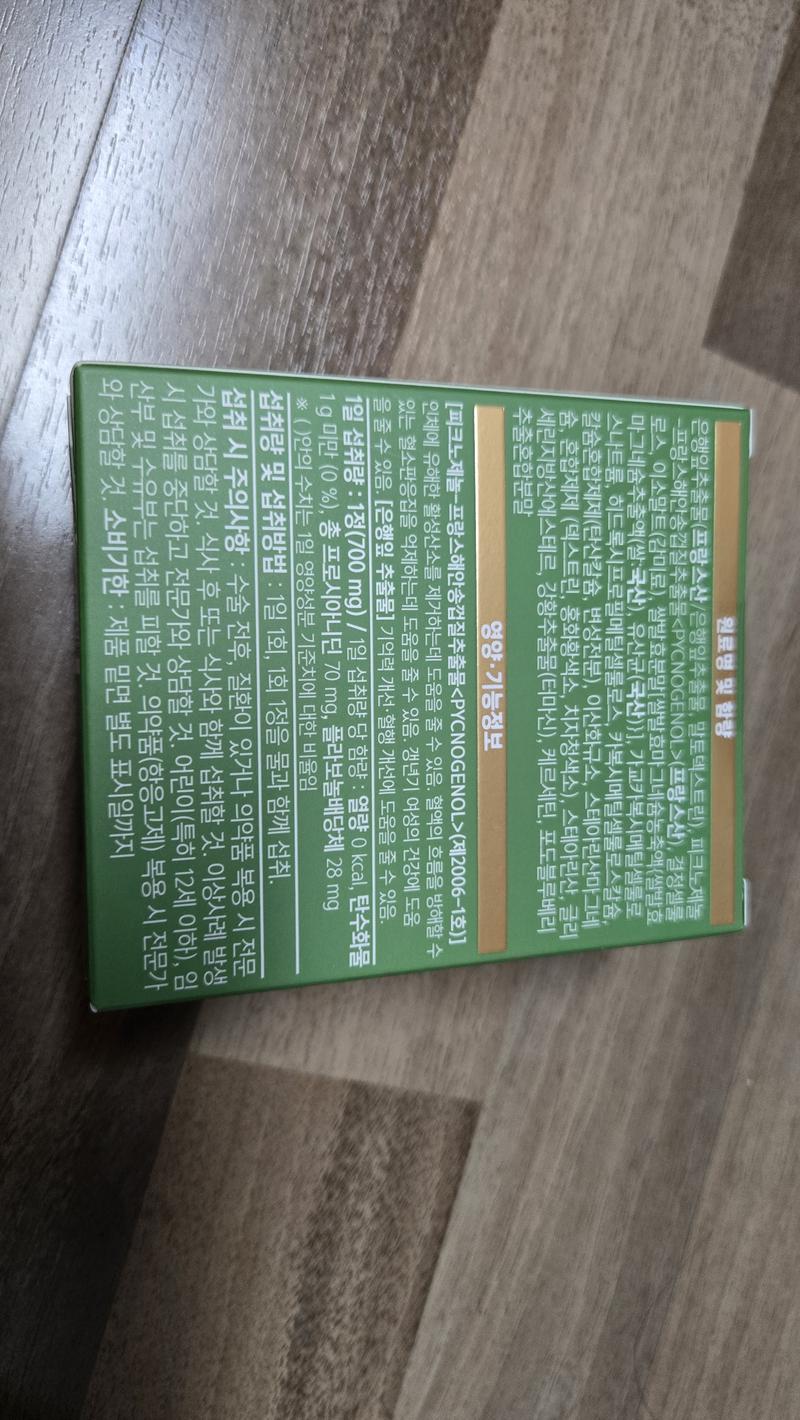 원료명 및 함량
은행잎추출물(프랑스산/은행잎추출물, 말토덱스트린), 피크노제놀
-프랑스해안송껍질추출물<PYCNOGENOL>(프랑스산), 결정셀룰
로스, 이소말트(감미료), 쌀발효분말{쌀발효마그네슘농축액(쌀발효
마그네슘추출액(쌀:국산), 유산균(국산))}, 가교카복시메틸셀룰로
스나트륨, 히드록시프로필메틸셀룰로스, 카복시메틸셀룰로스칼슘,
칼슘혼합제제(탄산칼슘, 변성전분), 이산화규소, 스테아린산마그네
슘, 혼합제제 (덱스트린, 홍화황색소, 치자청색소), 스테아린산, 글리
세린지방산에스테르, 강황추출물(터마신), 케르세틴, 포도블루베리
추출혼합분말
영양·기능정보
[피크노제놀-프랑스해안송껍질추출물<PYCNOGENOL>(제2006-1호)]
인체에 유해한 활성산소를 제거하는데 도움을 줄 수 있음. 혈액의 흐름을 방해할 수
있는 혈소판응집을 억제하는데 도움을 줄 수 있음. 갱년기 여성의 건강에 도움
을 줄 수 있음 [은행잎 추출물] 기억력 개선·혈행 개선에 도움을 줄 수 있음.
1일 섭취량 : 1정(700 mg) / 1일 섭취량 당 함량 : 열량 0 kcal, 탄수화물
1 g 미만 (0 %), 총 프로시아니딘 70 mg, 플라보놀배당체 28 mg
※ ( )안의 수치는 1일 영양성분 기준치에 대한 비율임
섭취량 및 섭취방법 : 1일 1회, 1회 1정을 물과 함께 섭취.
섭취 시 주의사항 : 수술 전후, 질환이 있거나 의약품 복용 시 전문
가와 상담할 것. 식사 후 또는 식사와 함께 섭취할 것. 이상사례 발생
시 섭취를 중단하고 전문가와 상담할 것. 어린이(특히 12세 이하), 임
산부 및 수유부는 섭취를 피할 것. 의약품(항응고제) 복용 시 전문가
와 상담할 것. 소비기한 : 제품 밑면 별도 표시일까지